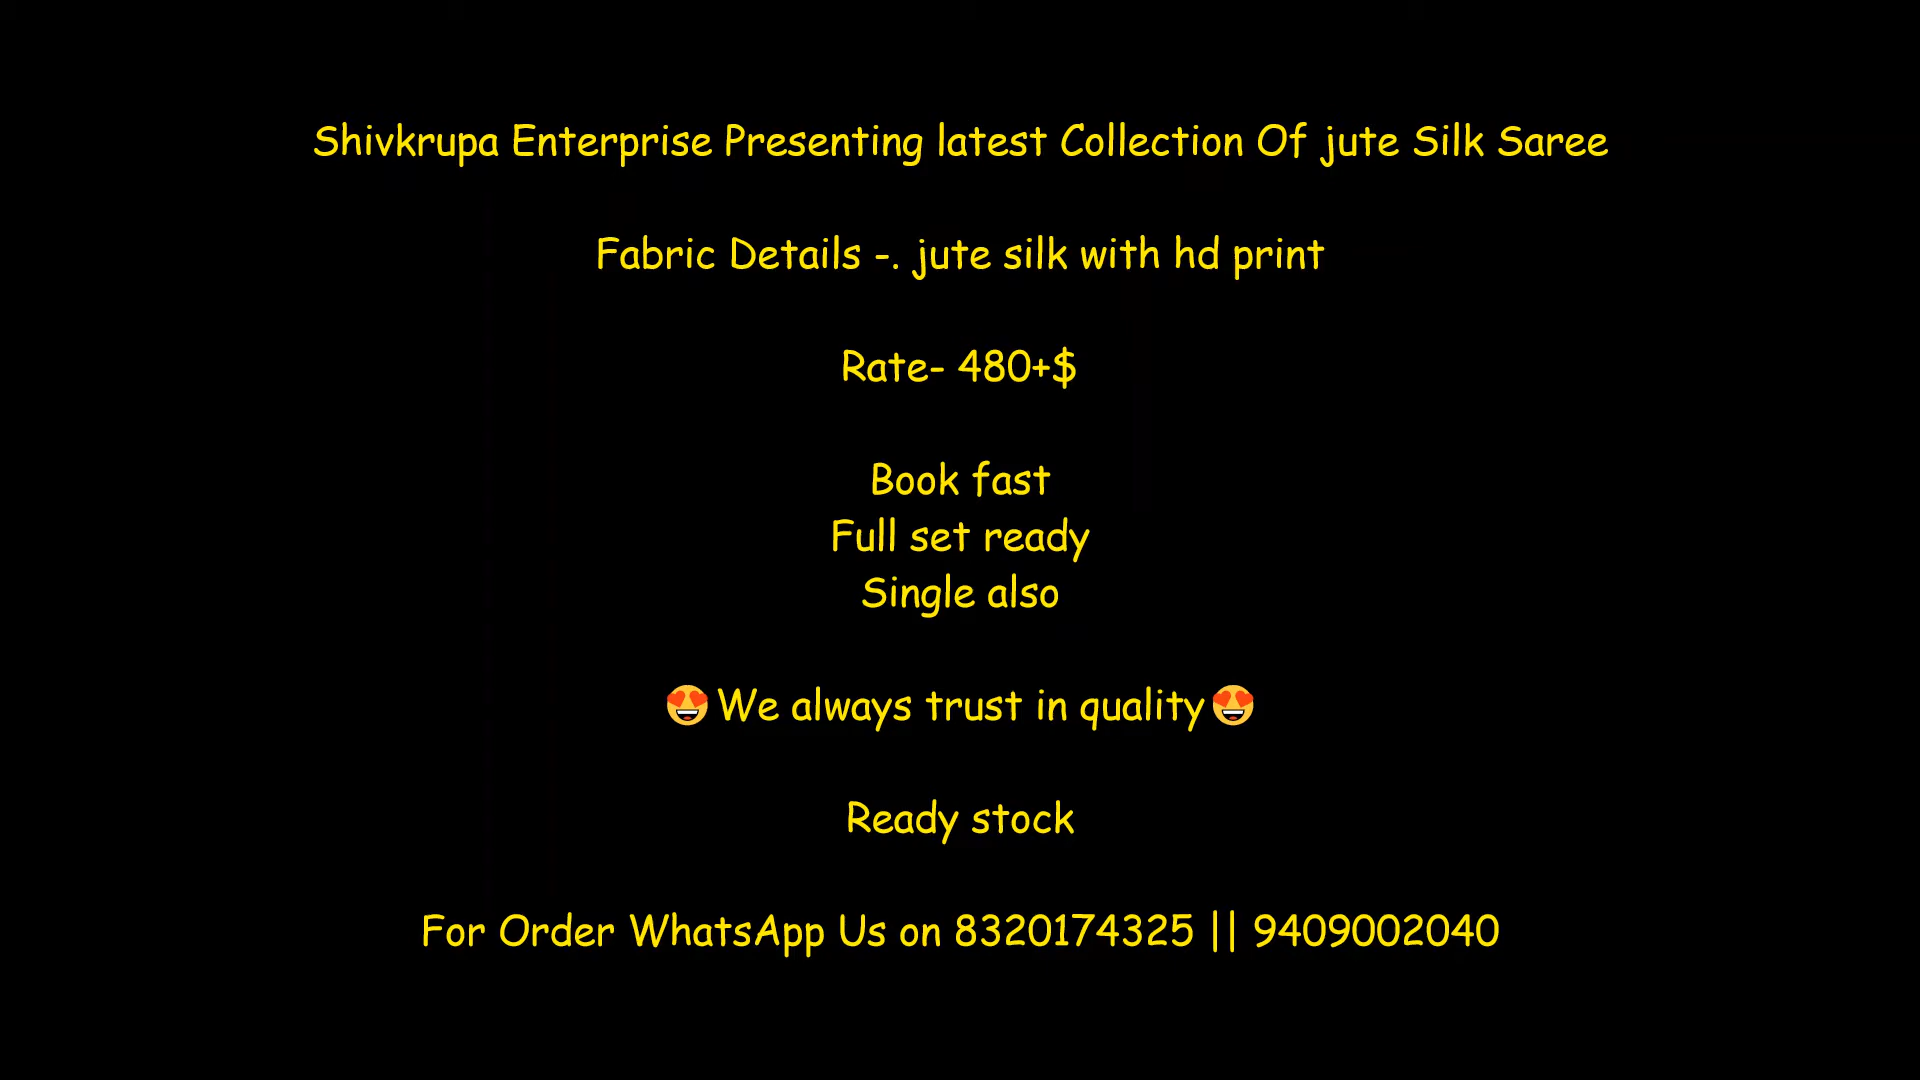 Shivkrupa Enterprise Presenting latest Collection Of jute Silk Saree
Fabric Details -. jute silk with hd print
Rate- 480+$
Book fast
Full set ready
Single also
😍We always trust in quality😍
Ready stock
For Order WhatsApp Us on 8320174325 || 9409002040